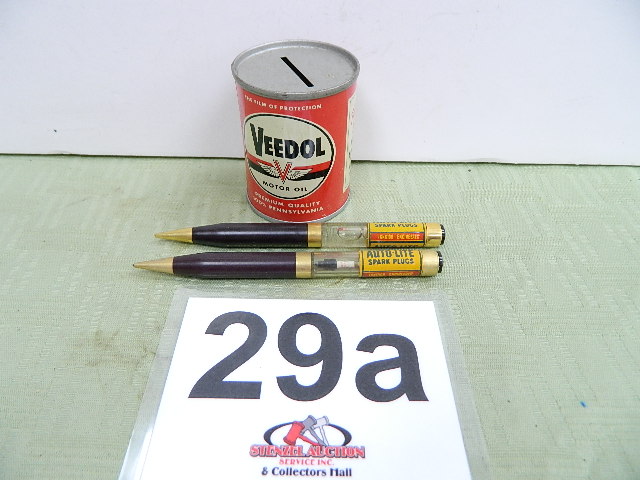 THE FILM OF PROTECTION
VEEDOL
MOTOR OIL
PREMIUM QUALITY
100% PENNSYLVANIA
SPARK PLUGS
AUTO-LITE
SPARK PLUGS
29a
STENZEL AUCTION
SERVICE INC.
& Collectors Hall